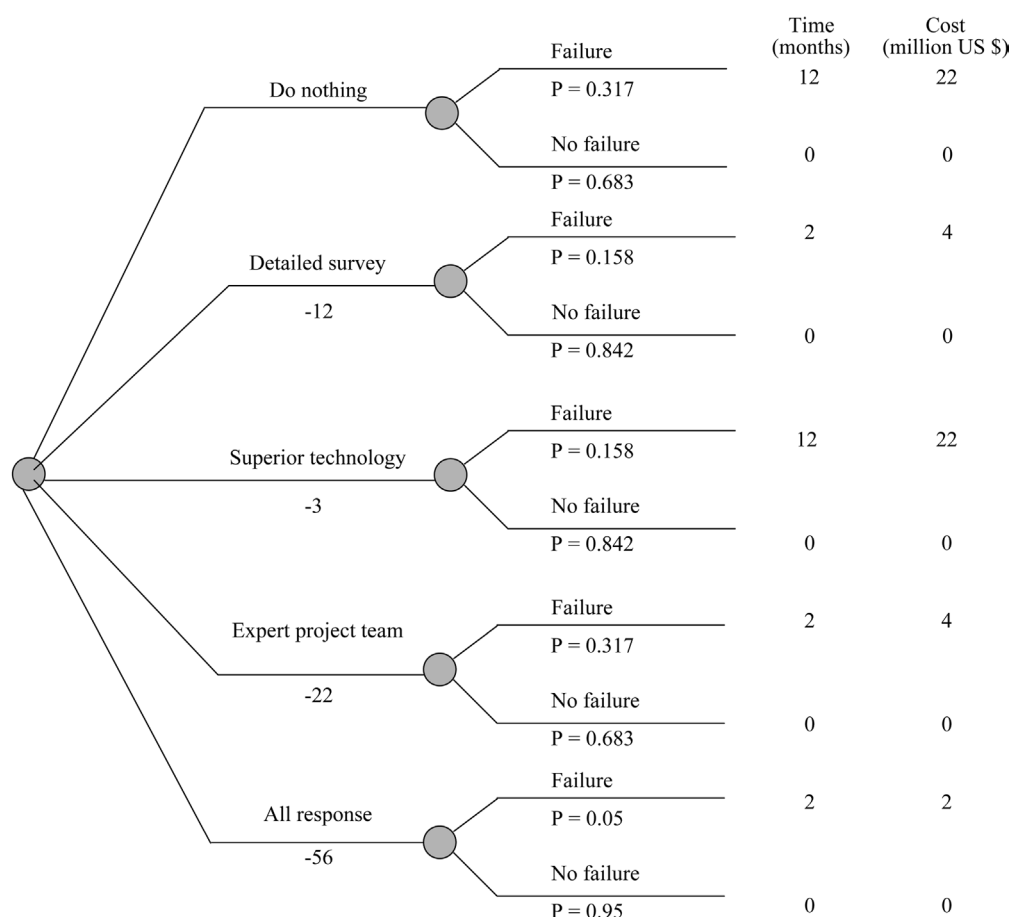 Time Cost
(months) (million US $)
Failure
12 22
Do nothing
P = 0.317
No failure
0 0
P = 0.683
Failure
2 4
Detailed survey
P = 0.158
-12
No failure
0 0
P = 0.842
Failure
12 22
Superior technology
P = 0.158
-3
No failure
0 0
P = 0.842
Failure
2 4
Expert project team
P = 0.317
-22
No failure
0 0
P = 0.683
Failure
2 2
All response
P = 0.05
-56
No failure
0 0
P = 0.95